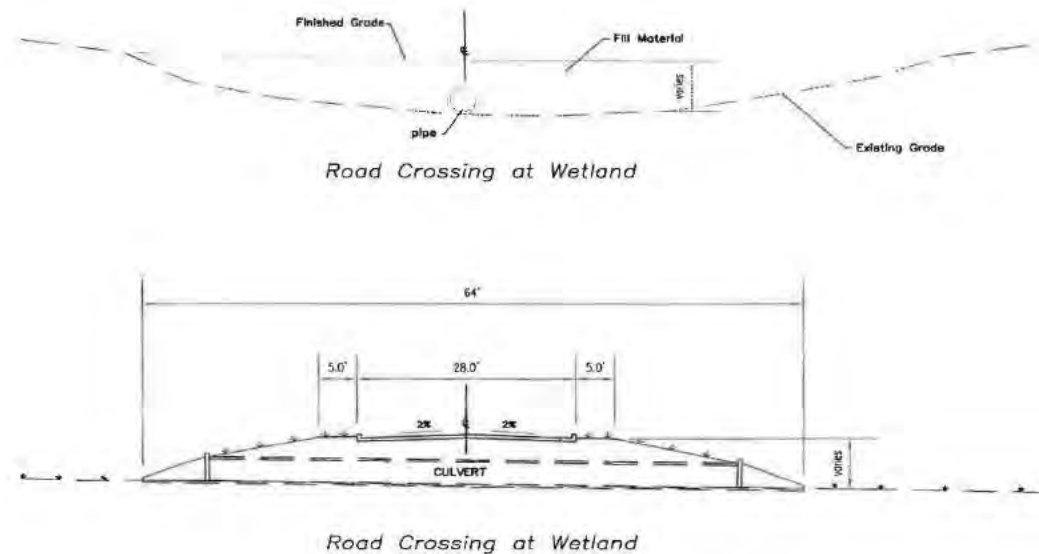 Finished Grade
℄
Fill Material
varies
pipe
Existing Grade
Road Crossing at Wetland
64'
5.0'
28.0'
5.0'
2%
℄
2%
CULVERT
varies
Road Crossing at Wetland